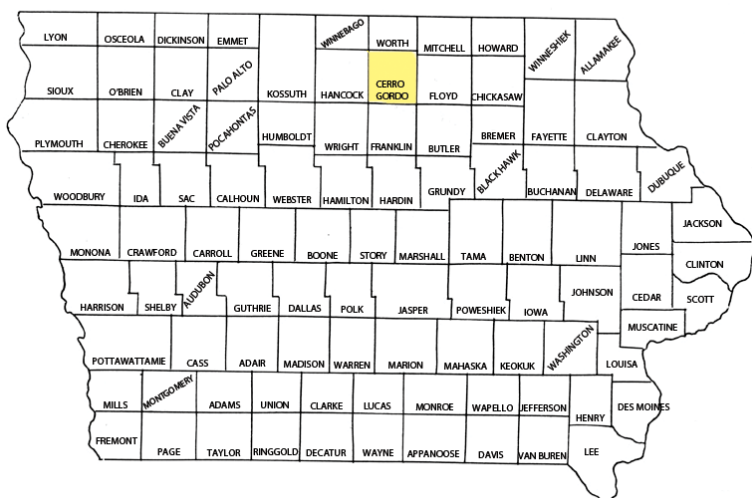 LYON
OSCEOLA
DICKINSON
EMMET
WINNEBAGO
WORTH
MITCHELL
HOWARD
WINNESHIEK
ALLAMAKEE
SIOUX
O'BRIEN
CLAY
PALO ALTO
KOSSUTH
HANCOCK
CERRO
GORDO
FLOYD
CHICKASAW
PLYMOUTH
CHEROKEE
BUENA VISTA
POCAHONTAS
HUMBOLDT
WRIGHT
FRANKLIN
BUTLER
BREMER
FAYETTE
CLAYTON
WOODBURY
IDA
SAC
CALHOUN
WEBSTER
HAMILTON
HARDIN
GRUNDY
BLACK HAWK
BUCHANAN
DELAWARE
DUBUQUE
MONONA
CRAWFORD
CARROLL
GREENE
BOONE
STORY
MARSHALL
TAMA
BENTON
LINN
JONES
JACKSON
CLINTON
HARRISON
SHELBY
AUDUBON
GUTHRIE
DALLAS
POLK
JASPER
POWESHIEK
IOWA
JOHNSON
CEDAR
SCOTT
MUSCATINE
POTTAWATTAMIE
CASS
ADAIR
MADISON
WARREN
MARION
MAHASKA
KEOKUK
WASHINGTON
LOUISA
MILLS
MONTGOMERY
ADAMS
UNION
CLARKE
LUCAS
MONROE
WAPELLO
JEFFERSON
HENRY
DES MOINES
FREMONT
PAGE
TAYLOR
RINGGOLD
DECATUR
WAYNE
APPANOOSE
DAVIS
VAN BUREN
LEE